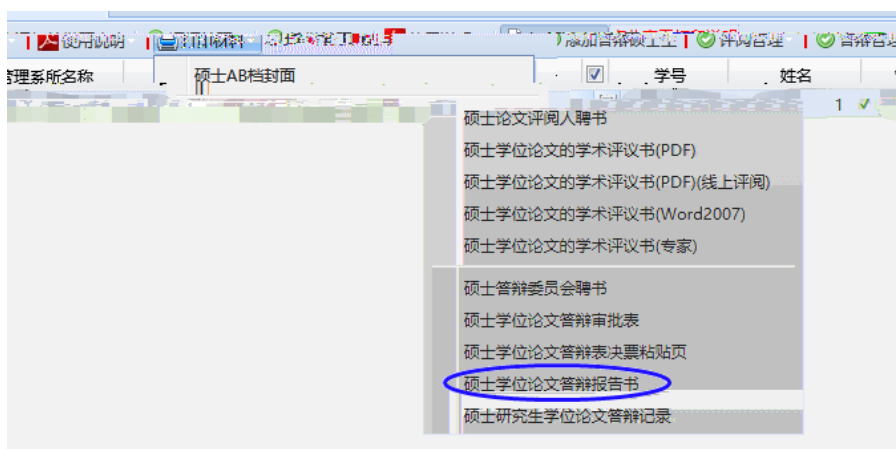 使用说明 打印材料 添加答辩硕士生 评阅管理 答辩管理
管理系所名称 硕士AB档封面 学号 姓名
1
硕士论文评阅人聘书
硕士学位论文的学术评议书(PDF)
硕士学位论文的学术评议书(PDF)(线上评阅)
硕士学位论文的学术评议书(Word2007)
硕士学位论文的学术评议书(专家)
硕士答辩委员会聘书
硕士学位论文答辩审批表
硕士学位论文答辩表决票粘贴页
硕士学位论文答辩报告书
硕士研究生学位论文答辩记录